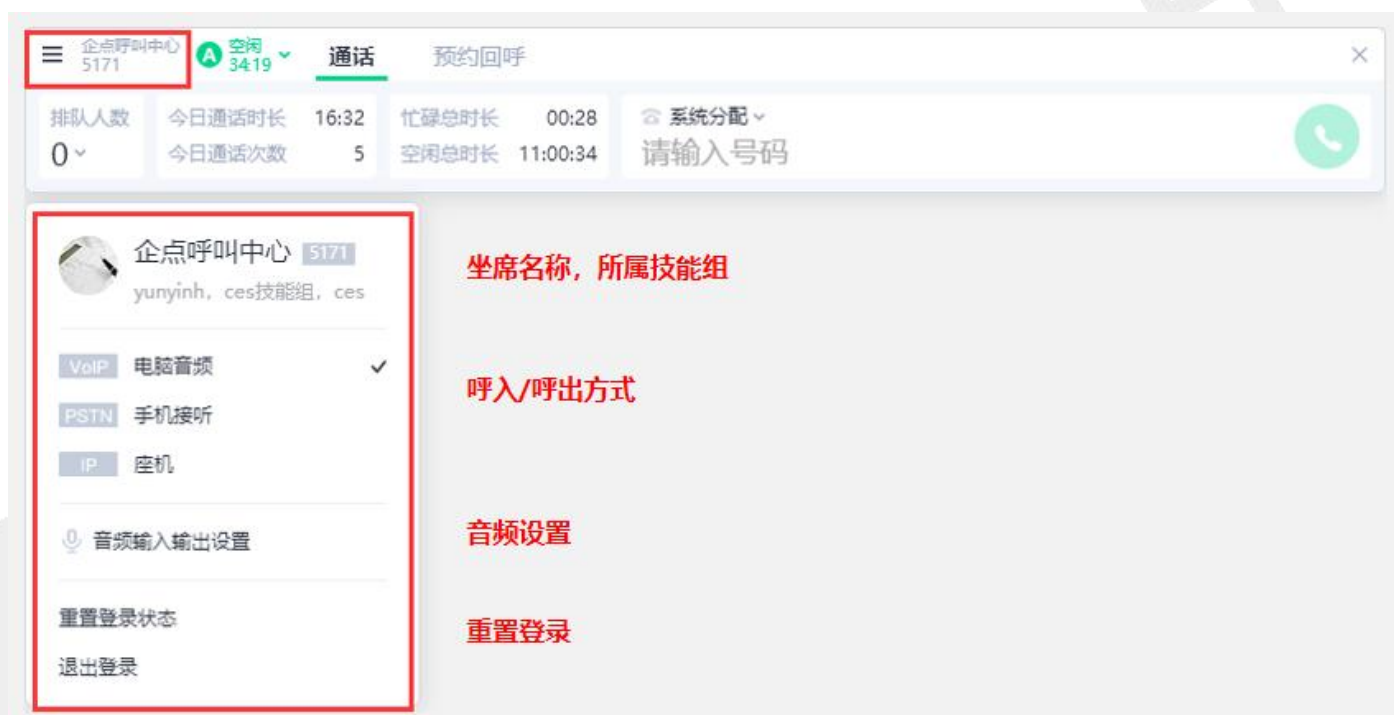 企点呼叫中心
5171
空闲
34:19
通话
预约回呼
排队人数
0
今日通话时长 16:32
今日通话次数 5
忙碌总时长 00:28
空闲总时长 11:00:34
系统分配
请输入号码
企点呼叫中心 5171
yunyinh, ces技能组, ces
坐席名称，所属技能组
VoIP 电脑音频
PSTN 手机接听
IP 座机
呼入/呼出方式
音频输入输出设置
音频设置
重置登录状态
重置登录
退出登录